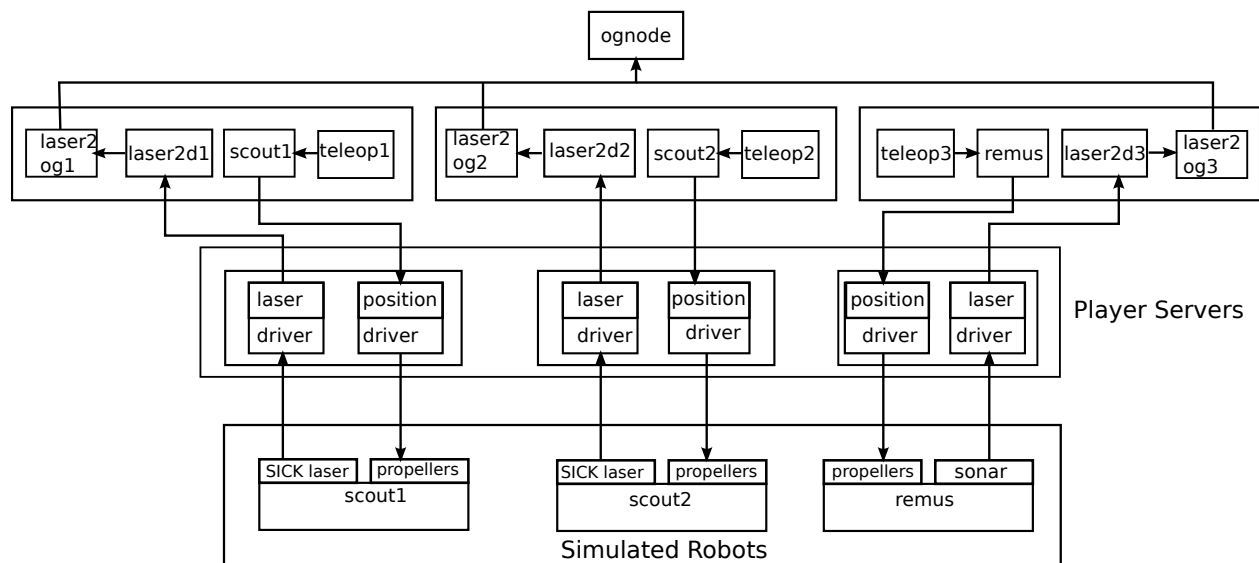 ognode
laser2
og1
laser2d1
scout1
teleop1
laser2
og2
laser2d2
scout2
teleop2
teleop3
remus
laser2d3
laser2
og3
laser
driver
position
driver
laser
driver
position
driver
position
driver
laser
driver
Player Servers
SICK laser
propellers
scout1
SICK laser
propellers
scout2
propellers
sonar
remus
Simulated Robots